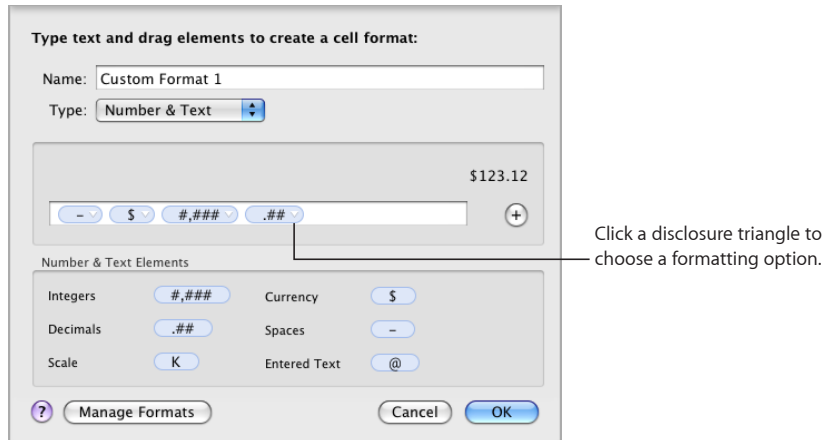 Type text and drag elements to create a cell format:
Name: Custom Format 1
Type: Number & Text
$123.12
– $ #,### .##
+
Click a disclosure triangle to
choose a formatting option.
Number & Text Elements
Integers #,### Currency $
Decimals .## Spaces –
Scale K Entered Text @
? Manage Formats Cancel OK